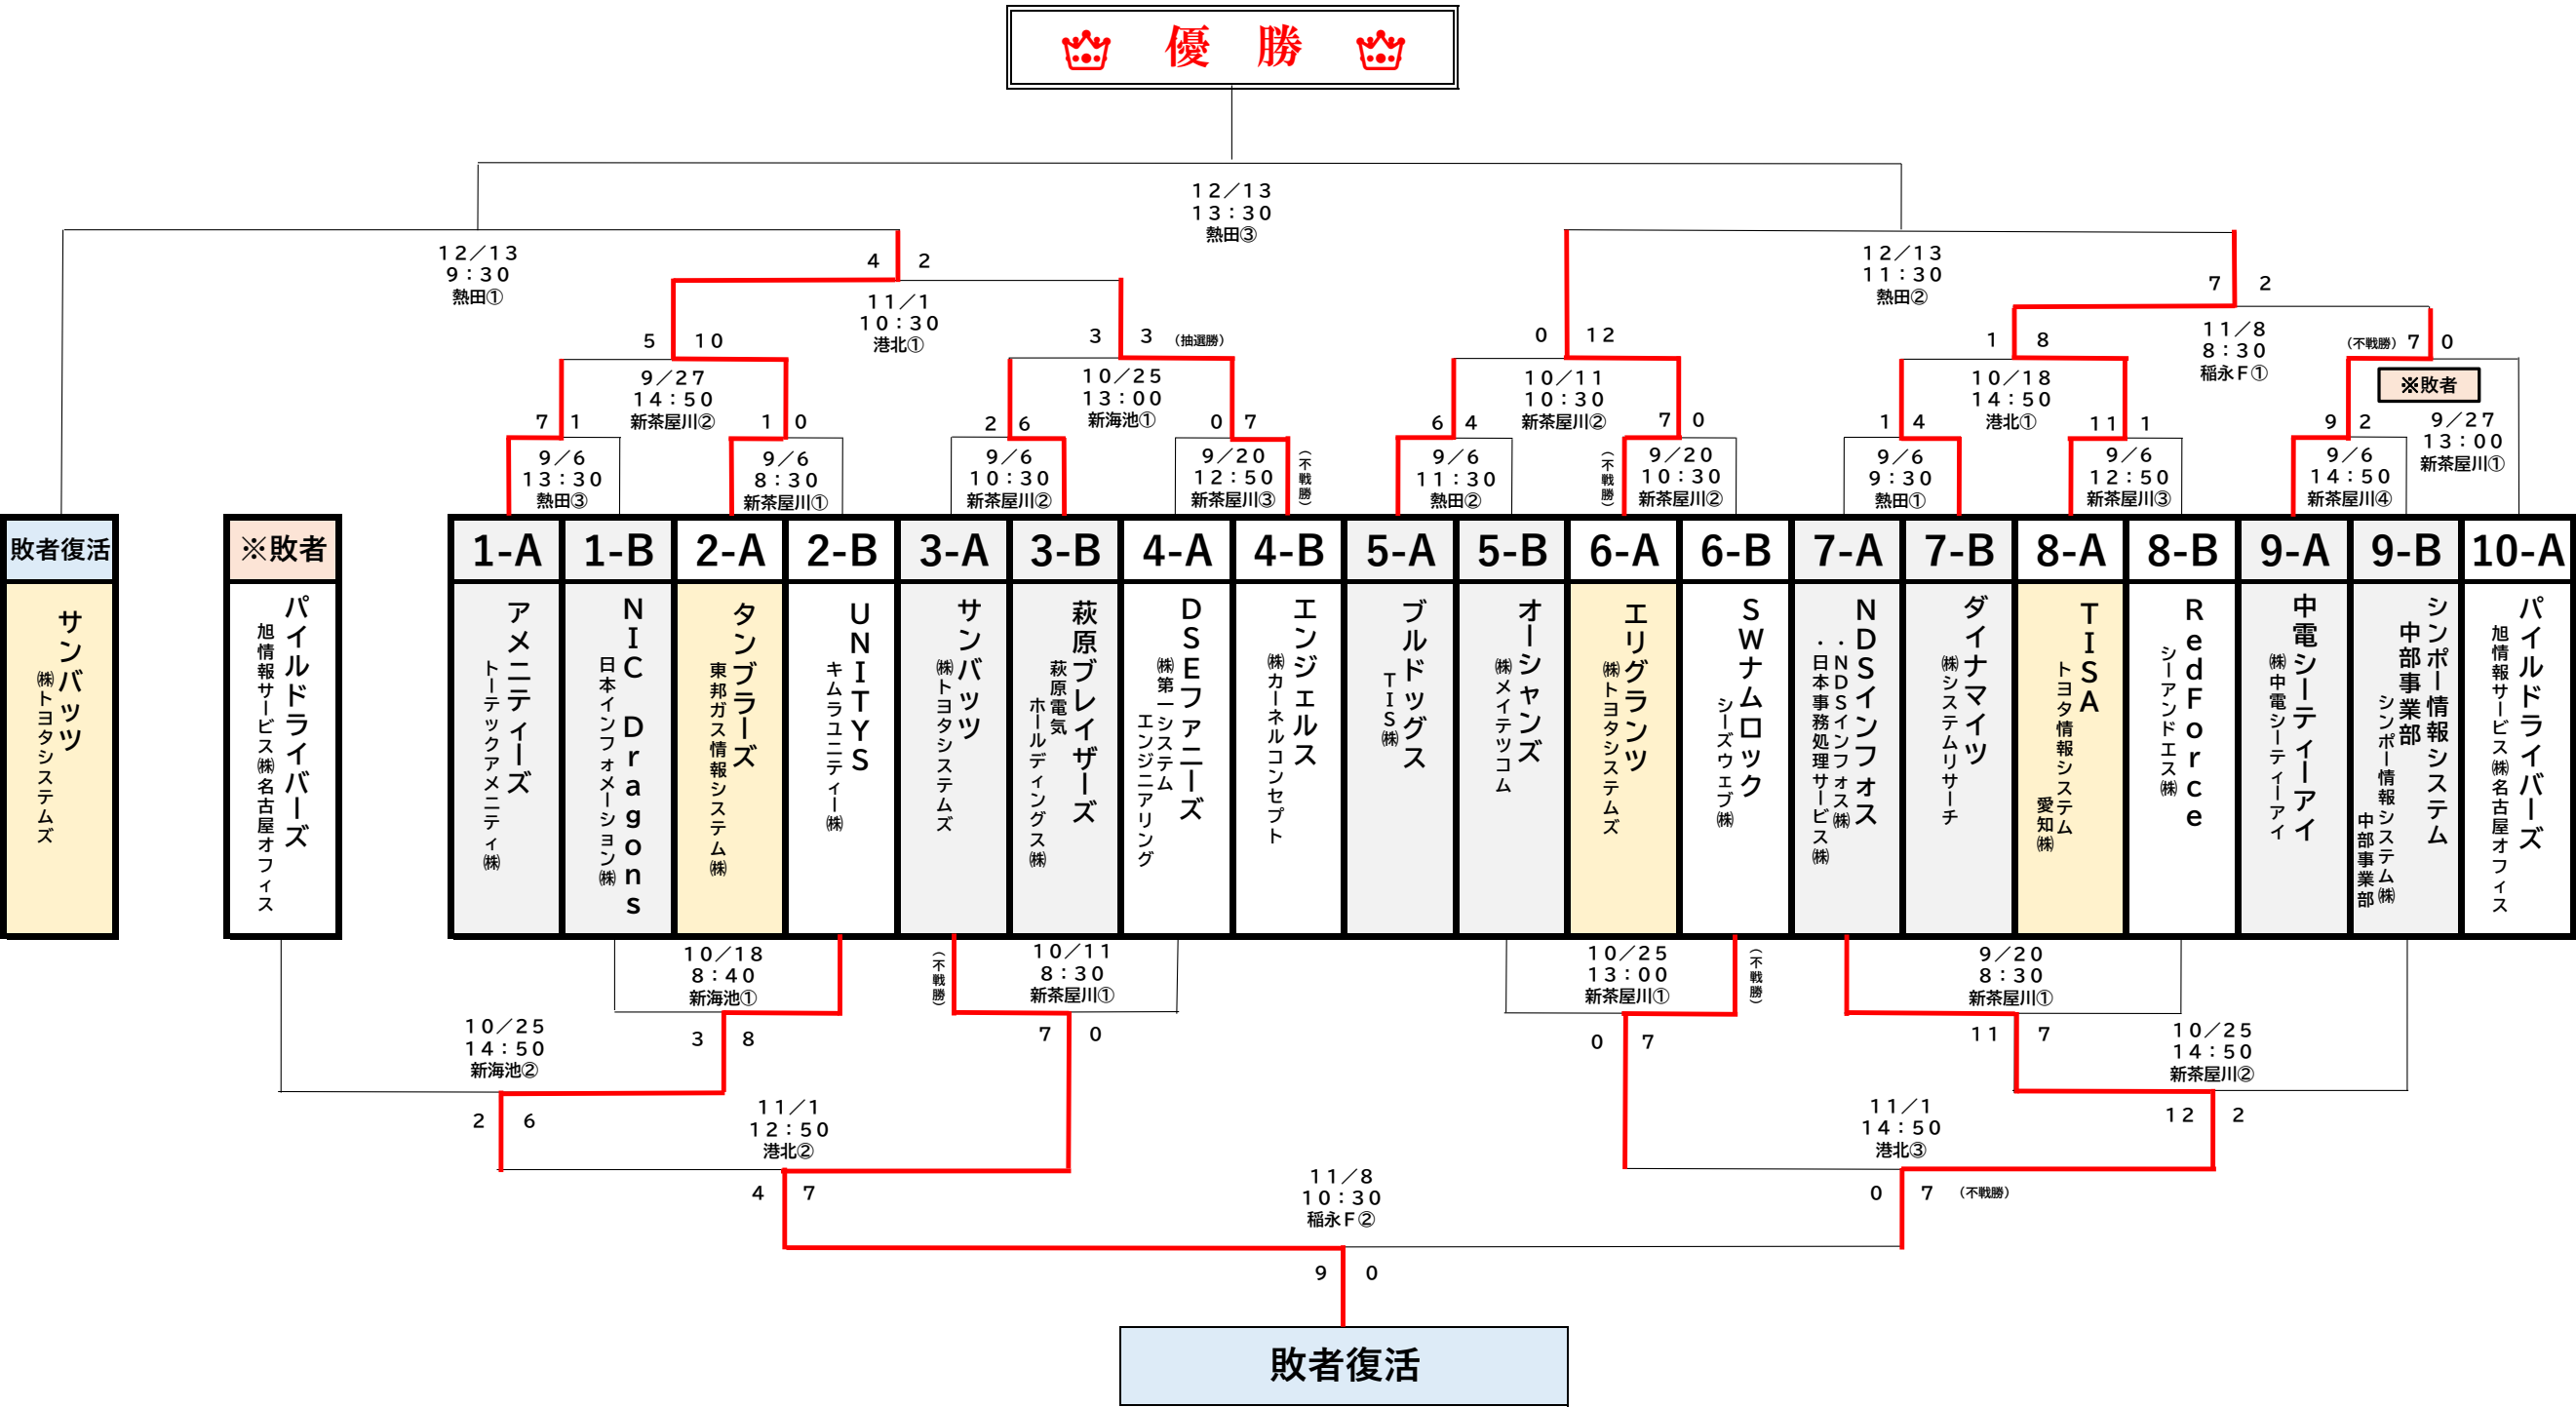 優　勝
１２／１３
１３：３０
熱田③
１２／１３
９：３０
熱田①
４　２
１２／１３
１１：３０
熱田②
７　２
１１／１
１０：３０
港北①
５　１０
３　３　（抽選勝）
０　１２
１　８
１１／８
８：３０
稲永Ｆ①
（不戦勝）７　０
※敗者
９／２７
１４：５０
新茶屋川②
１０／２５
１３：００
新海池①
１０／１１
１０：３０
新茶屋川②
１０／１８
１４：５０
港北①
９／２７
１３：００
新茶屋川①
７　１
１　０
２　６
０　７
６　４
７　０
１　４
１１　１
９　２
９／６
１３：３０
熱田③
９／６
８：３０
新茶屋川①
９／６
１０：３０
新茶屋川②
９／２０
１２：５０
新茶屋川③
（不戦勝）
９／６
１１：３０
熱田②
（不戦勝）
９／２０
１０：３０
新茶屋川②
９／６
９：３０
熱田①
９／６
１２：５０
新茶屋川③
９／６
１４：５０
新茶屋川④
敗者復活
サンバッツ
㈱トヨタシステムズ
※敗者
パイルドライバーズ
旭情報サービス㈱名古屋オフィス
1-A
アメニティーズ
トーテックアメニティ㈱
1-B
ＮＩＣ　Ｄｒａｇｏｎｓ
日本インフォメーション㈱
2-A
タンブラーズ
東邦ガス情報システム㈱
2-B
ＵＮＩＴＹＳ
キムラユニティー㈱
3-A
サンバッツ
㈱トヨタシステムズ
3-B
萩原ブレイザーズ
萩原電気
ホールディングス㈱
4-A
ＤＳＥファニーズ
㈱第一システム
エンジニアリング
4-B
エンジェルス
㈱カーネルコンセプト
5-A
ブルドッグス
ＴＩＳ㈱
5-B
オーシャンズ
㈱メイテツコム
6-A
エリグランツ
㈱トヨタシステムズ
6-B
ＳＷナムロック
シーズウェブ㈱
7-A
ＮＤＳインフォス
・ＮＤＳインフォス㈱
・日本事務処理サービス㈱
7-B
ダイナマイツ
㈱システムリサーチ
8-A
ＴＩＳＡ
トヨタ情報システム
愛知㈱
8-B
ＲｅｄＦｏｒｃｅ
シーアンドエス㈱
9-A
中電シーティーアイ
㈱中電シーティーアイ
9-B
シンポー情報システム
中部事業部
シンポー情報システム㈱
中部事業部
10-A
パイルドライバーズ
旭情報サービス㈱名古屋オフィス
１０／１８
８：４０
新海池①
（不戦勝）
１０／１１
８：３０
新茶屋川①
１０／２５
１３：００
新茶屋川①
（不戦勝）
９／２０
８：３０
新茶屋川①
３　８
７　０
０　７
１１　７
１０／２５
１４：５０
新海池②
１０／２５
１４：５０
新茶屋川②
２　６
１２　２
１１／１
１２：５０
港北②
１１／１
１４：５０
港北③
４　７
０　７　（不戦勝）
１１／８
１０：３０
稲永Ｆ②
９　０
敗者復活